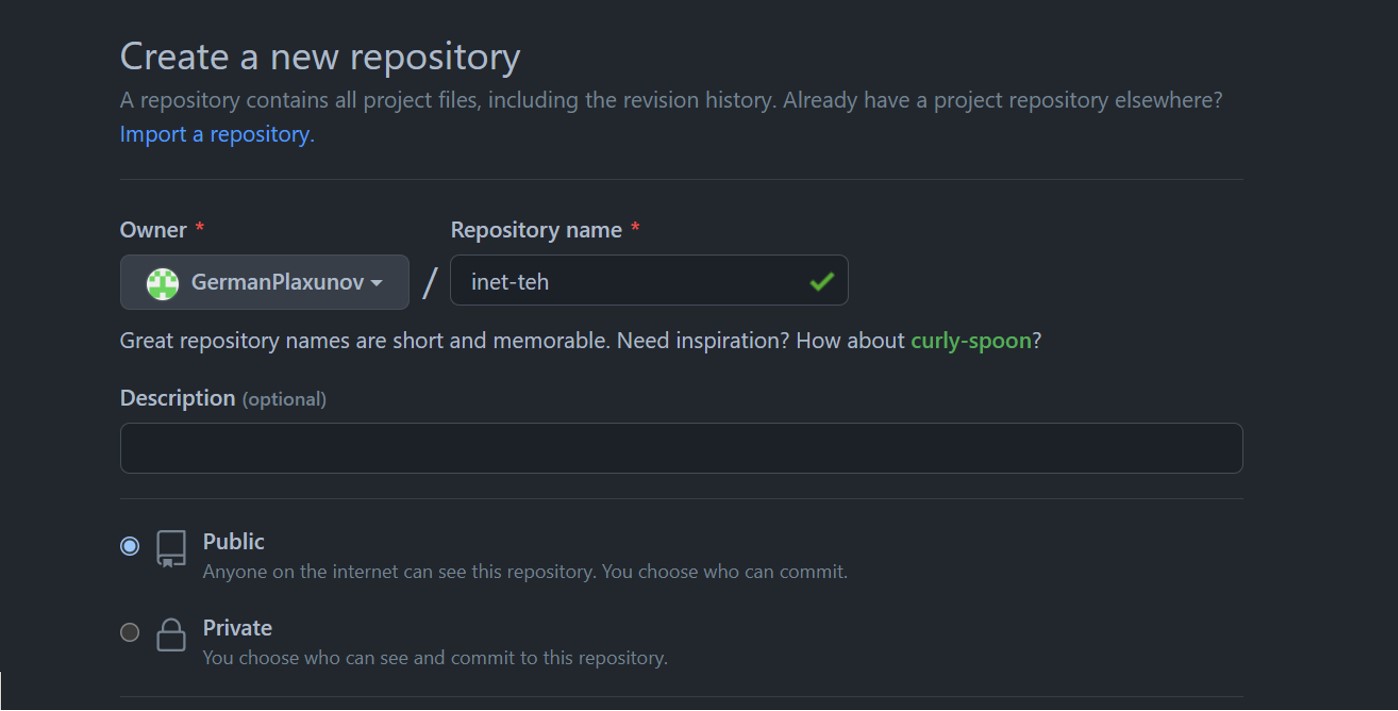 Create a new repository
A repository contains all project files, including the revision history. Already have a project repository elsewhere?
Import a repository.
Owner * Repository name *
GermanPlaxunov / inet-teh
Great repository names are short and memorable. Need inspiration? How about curly-spoon?
Description (optional)
Public
Anyone on the internet can see this repository. You choose who can commit.
Private
You choose who can see and commit to this repository.